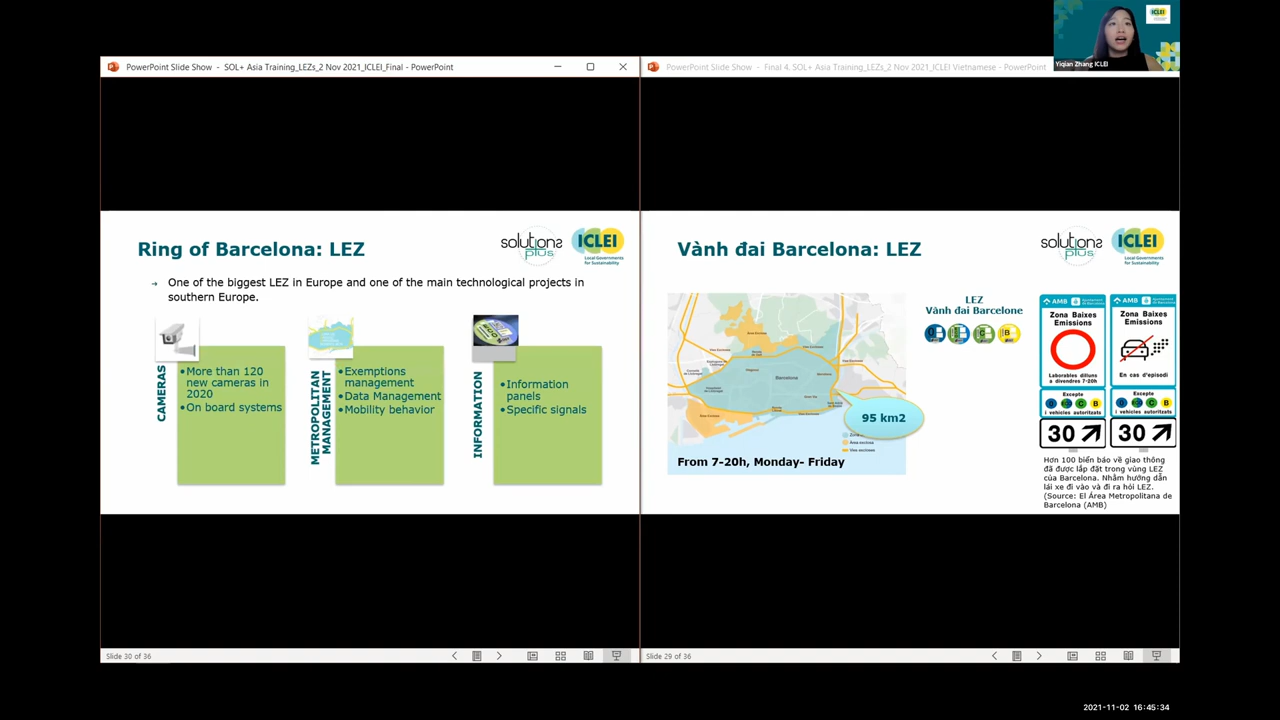 ICLEI
Yiqian Zhang ICLEI
PowerPoint Slide Show - SOL+ Asia Training_LEZs_2 Nov 2021_ICLEI_Final - PowerPoint
PowerPoint Slide Show - Final 4. SOL+ Asia Training_LEZs_2 Nov 2021_ICLEI Vietnamese - PowerPoint
Ring of Barcelona: LEZ
solutions
plus
ICLEI
Local Governments
for Sustainability
→ One of the biggest LEZ in Europe and one of the main technological projects in
southern Europe.
CAMERAS
•More than 120
new cameras in
2020
•On board systems
METROPOLITAN
MANAGEMENT
•Exemptions
management
•Data Management
•Mobility behavior
INFORMATION
•Information
panels
•Specific signals
Slide 30 of 36
Vành đai Barcelona: LEZ
solutions
plus
ICLEI
Local Governments
for Sustainability
Barcelona
95 km2
From 7-20h, Monday- Friday
LEZ
Vành đai Barcelone
0 C B
AMB
Zona Baixes
Emissions
Laborables dilluns
a divendres 7-20h
Excepte
0 C B
i vehicles autoritzats
30
AMB
Zona Baixes
Emissions
En cas d'episodi
Excepte
0 C B
i vehicles autoritzats
30
Hơn 100 biển báo về giao thông
đã được lắp đặt trong vùng LEZ
của Barcelona. Nhằm hướng dẫn
lái xe đi vào và đi ra hỏi LEZ.
(Source: El Área Metropolitana de
Barcelona (AMB)
Slide 29 of 36
2021-11-02 16:45:34